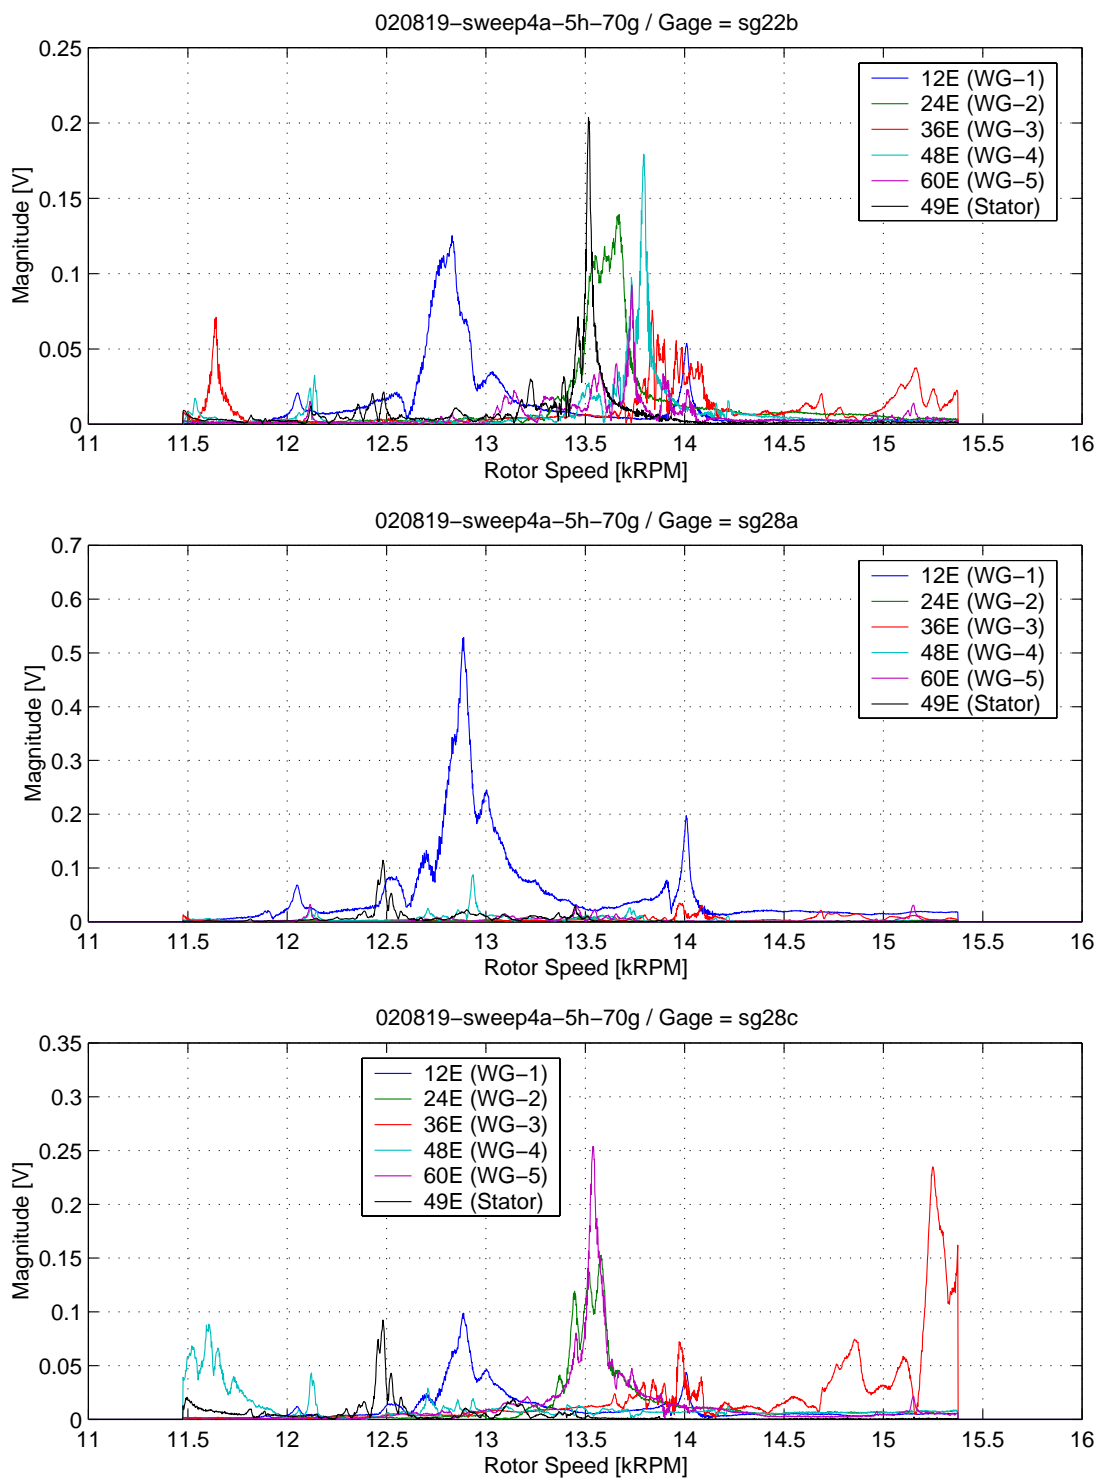 020819−sweep4a−5h−70g / Gage = sg22b
0.25
0.2
0.15
0.1
0.05
0
Magnitude [V]
12E (WG−1)
24E (WG−2)
36E (WG−3)
48E (WG−4)
60E (WG−5)
49E (Stator)
11 11.5 12 12.5 13 13.5 14 14.5 15 15.5 16
Rotor Speed [kRPM]
020819−sweep4a−5h−70g / Gage = sg28a
0.7
0.6
0.5
0.4
0.3
0.2
0.1
0
Magnitude [V]
12E (WG−1)
24E (WG−2)
36E (WG−3)
48E (WG−4)
60E (WG−5)
49E (Stator)
11 11.5 12 12.5 13 13.5 14 14.5 15 15.5 16
Rotor Speed [kRPM]
020819−sweep4a−5h−70g / Gage = sg28c
0.35
0.3
0.25
0.2
0.15
0.1
0.05
0
Magnitude [V]
12E (WG−1)
24E (WG−2)
36E (WG−3)
48E (WG−4)
60E (WG−5)
49E (Stator)
11 11.5 12 12.5 13 13.5 14 14.5 15 15.5 16
Rotor Speed [kRPM]